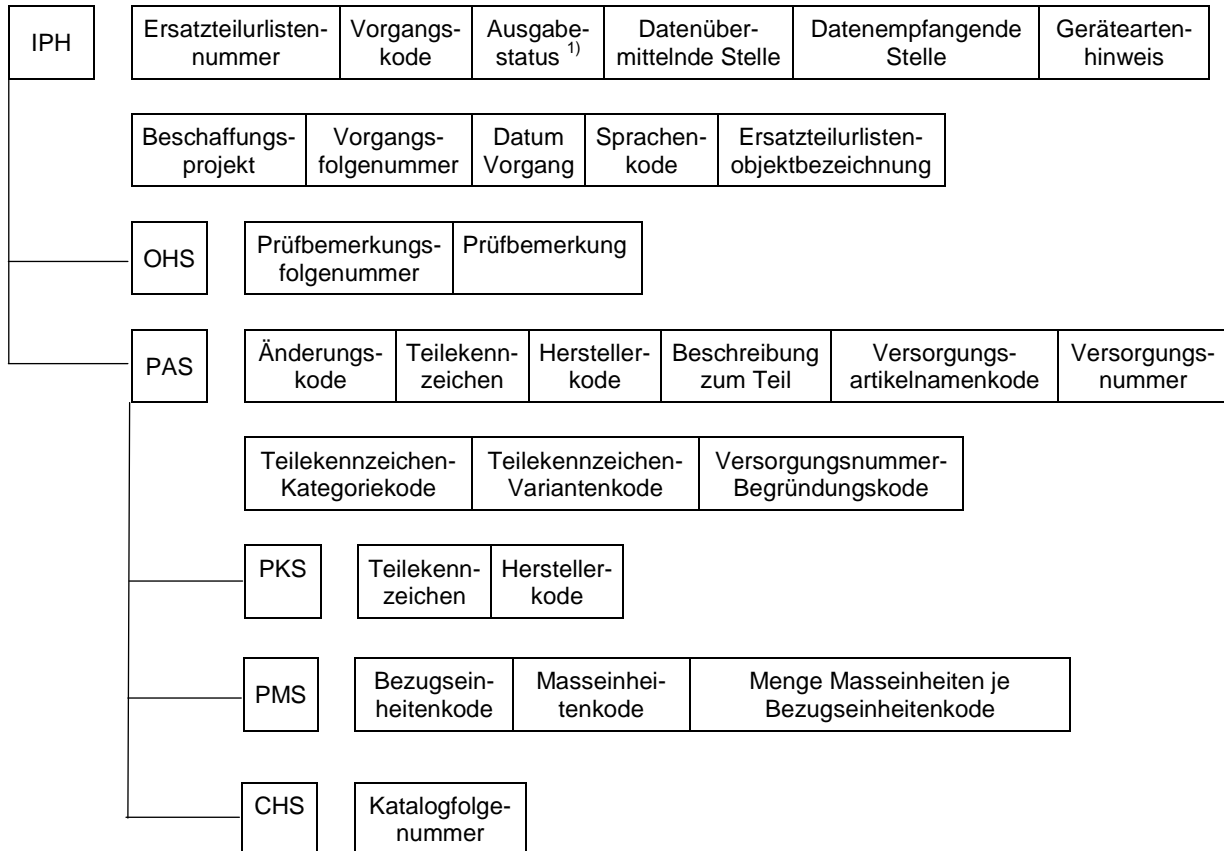 IPH
Ersatzteilurlisten-
nummer
Vorgangs-
kode
Ausgabe-
status 1)
Datenüber-
mittelnde Stelle
Datenempfangende
Stelle
Gerätearten-
hinweis
Beschaffungs-
projekt
Vorgangs-
folgenummer
Datum
Vorgang
Sprachen-
kode
Ersatzteilurlisten-
objektbezeichnung
OHS
Prüfbemerkungs-
folgenummer
Prüfbemerkung
PAS
Änderungs-
kode
Teilekenn-
zeichen
Hersteller-
kode
Beschreibung
zum Teil
Versorgungs-
artikelnamenkode
Versorgungs-
nummer
Teilekennzeichen-
Kategoriekode
Teilekennzeichen-
Variantenkode
Versorgungsnummer-
Begründungskode
PKS
Teilekenn-
zeichen
Hersteller-
kode
PMS
Bezugsein-
heitenkode
Masseinhei-
tenkode
Menge Masseinheiten je
Bezugseinheitenkode
CHS
Katalogfolge-
nummer